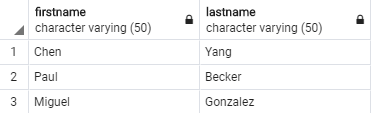 firstname lastname
character varying (50) character varying (50)
1 Chen Yang
2 Paul Becker
3 Miguel Gonzalez